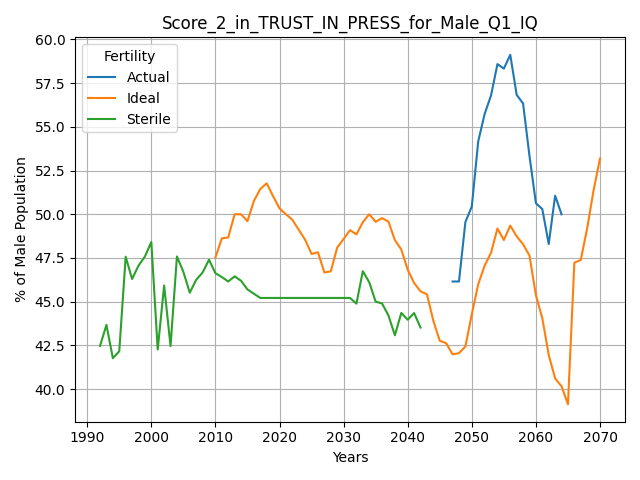 Score_2_in_TRUST_IN_PRESS_for_Male_Q1_IQ
Fertility
Actual
Ideal
Sterile
% of Male Population
60.0
57.5
55.0
52.5
50.0
47.5
45.0
42.5
40.0
1990 2000 2010 2020 2030 2040 2050 2060 2070
Years